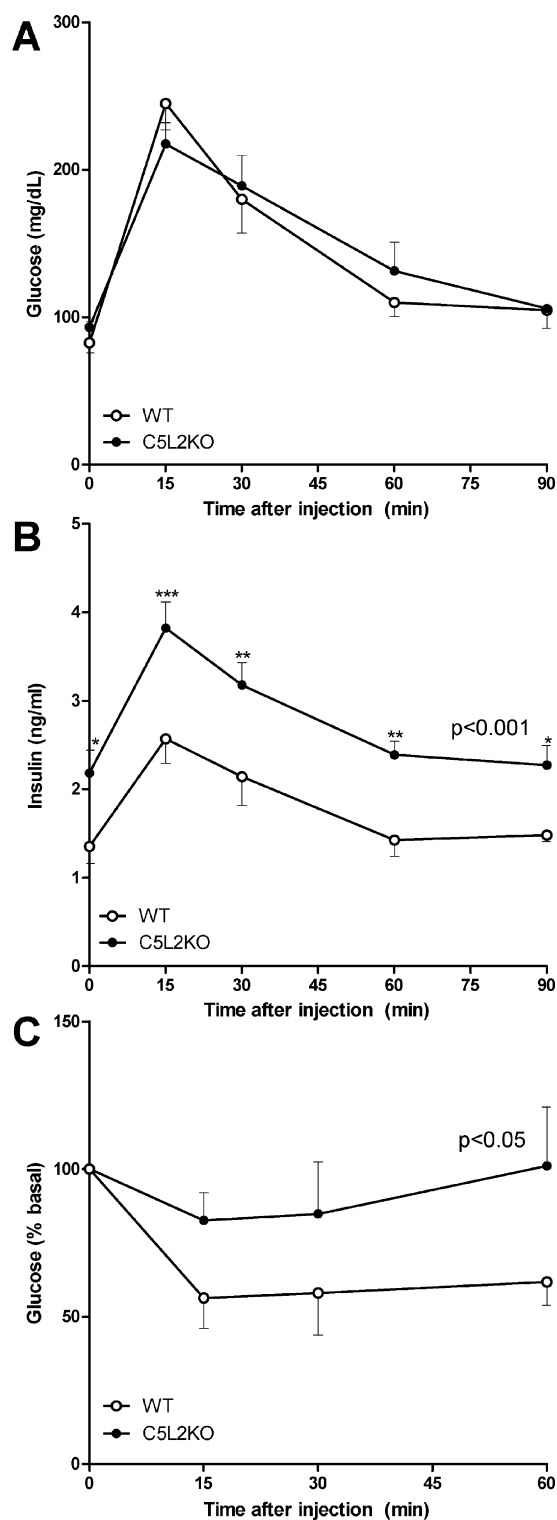 A
300
200
100
0
Glucose (mg/dL)
WT
C5L2KO
0 15 30 45 60 75 90
Time after injection (min)
B
5
4
3
2
1
0
Insulin (ng/ml)
***
**
*
**
*
p<0.001
WT
C5L2KO
0 15 30 45 60 75 90
Time after injection (min)
C
150
100
50
0
Glucose (% basal)
p<0.05
WT
C5L2KO
0 15 30 45 60
Time after injection (min)